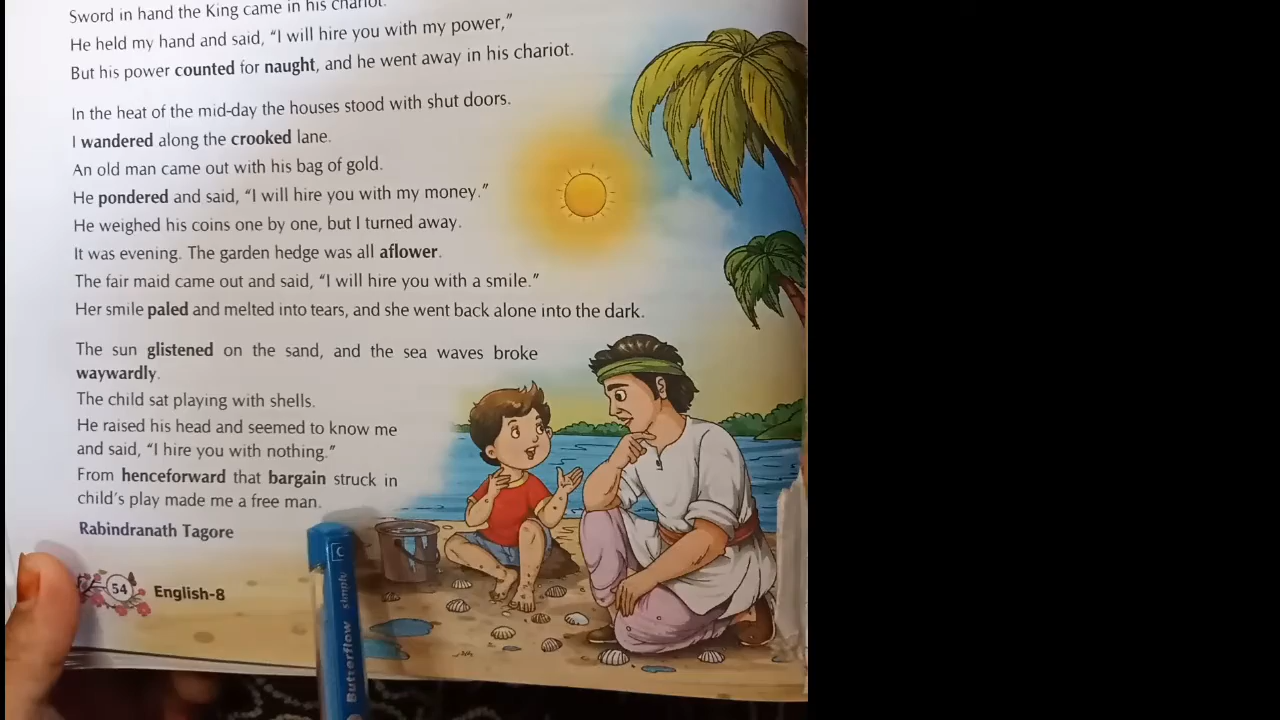 Sword in hand the King came in his chariot.
He held my hand and said, “I will hire you with my power,”
But his power counted for naught, and he went away in his chariot.
In the heat of the mid-day the houses stood with shut doors.
I wandered along the crooked lane.
An old man came out with his bag of gold.
He pondered and said, “I will hire you with my money.”
He weighed his coins one by one, but I turned away.
It was evening. The garden hedge was all aflower.
The fair maid came out and said, “I will hire you with a smile.”
Her smile paled and melted into tears, and she went back alone into the dark.
The sun glistened on the sand, and the sea waves broke
waywardly.
The child sat playing with shells.
He raised his head and seemed to know me
and said, “I hire you with nothing.”
From henceforward that bargain struck in
child’s play made me a free man.
Rabindranath Tagore
54 English-8
Butterflow simply